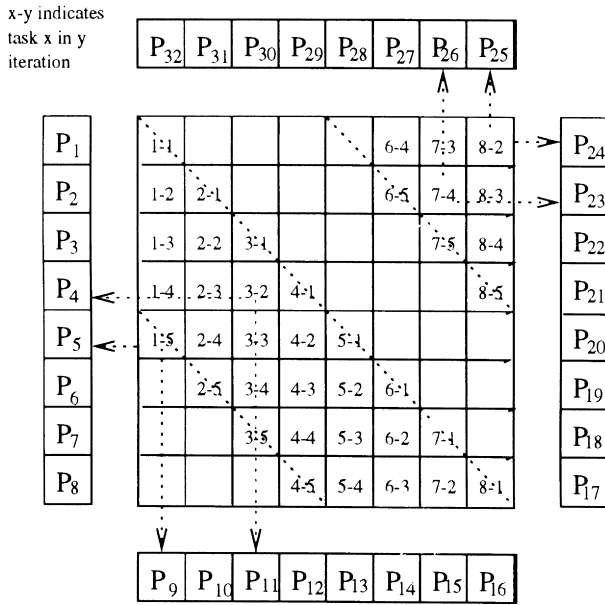 x-y indicates
task x in y
iteration
P32 P31 P30 P29 P28 P27 P26 P25
P1 1-1 6-4 7-3 8-2 P24
P2 1-2 2-1 6-5 7-4 8-3 P23
P3 1-3 2-2 3-1 7-5 8-4 P22
P4 1-4 2-3 3-2 4-1 8-5 P21
P5 1-5 2-4 3-3 4-2 5-1 P20
P6 2-5 3-4 4-3 5-2 6-1 P19
P7 3-5 4-4 5-3 6-2 7-1 P18
P8 4-5 5-4 6-3 7-2 8-1 P17
P9 P10 P11 P12 P13 P14 P15 P16